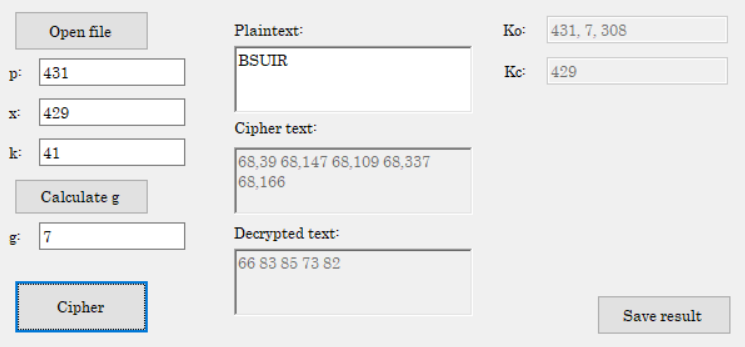 Open file
p: 431
x: 429
k: 41
Calculate g
g: 7
Cipher
Plaintext:
BSUIR
Cipher text:
68,39 68,147 68,109 68,337
68,166
Decrypted text:
66 83 85 73 82
Ko: 431, 7, 308
Kc: 429
Save result